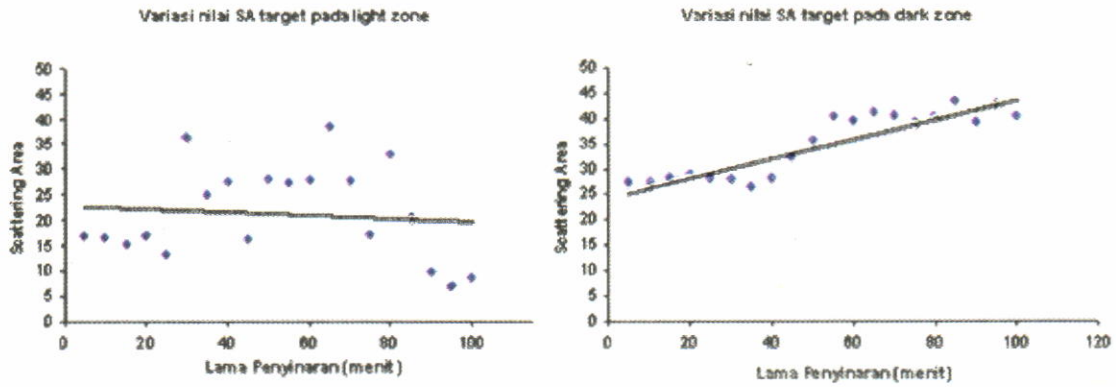 Variasi nilai SA target pada light zone
50
45
40
35
30
25
20
15
10
5
0
Scattering Area
0 20 40 60 80 100
Lama Penyinaran (menit)
Variasi nilai SA target pada dark zone
50
45
40
35
30
25
20
15
10
5
0
Scattering Area
0 20 40 60 80 100 120
Lama Penyinaran (menit)